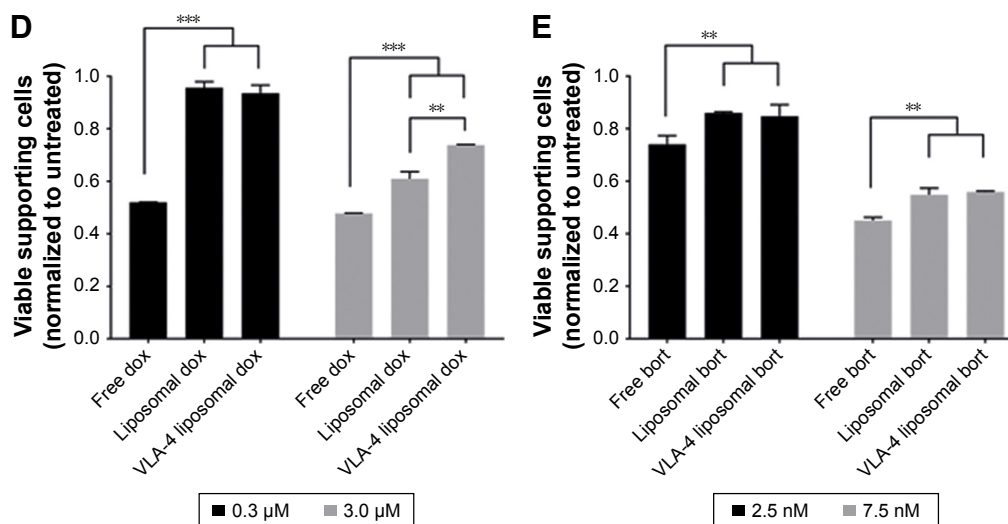 D
***
***
**
1.0
0.8
0.6
0.4
0.2
0.0
Viable supporting cells
(normalized to untreated)
Free dox
Liposomal dox
VLA-4 liposomal dox
Free dox
Liposomal dox
VLA-4 liposomal dox
0.3 μM
3.0 μM
E
**
**
1.0
0.8
0.6
0.4
0.2
0.0
Viable supporting cells
(normalized to untreated)
Free bort
Liposomal bort
VLA-4 liposomal bort
Free bort
Liposomal bort
VLA-4 liposomal bort
2.5 nM
7.5 nM